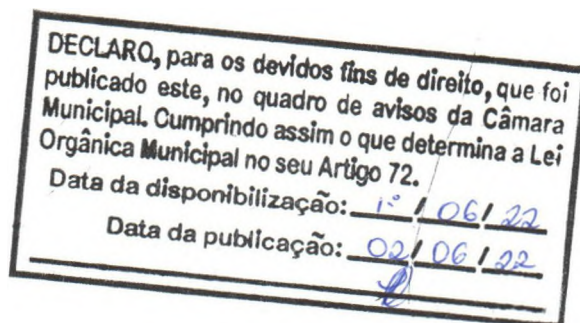 DECLARO, para os devidos fins de direito, que foi
publicado este, no quadro de avisos da Câmara
Municipal. Cumprindo assim o que determina a Lei
Orgânica Municipal no seu Artigo 72.
Data da disponibilização: 1º / 06 / 22
Data da publicação: 02 / 06 / 22